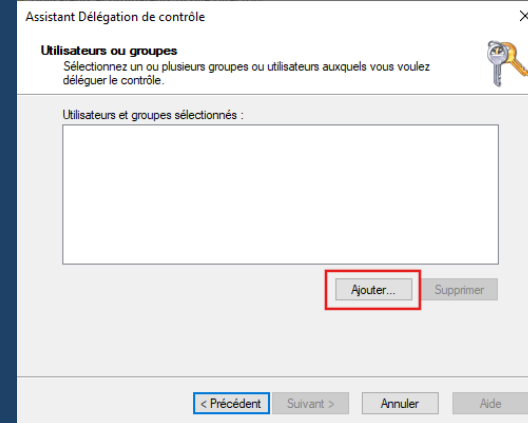 Assistant Délégation de contrôle
Utilisateurs ou groupes
Sélectionnez un ou plusieurs groupes ou utilisateurs auxquels vous voulez
déléguer le contrôle.
Utilisateurs et groupes sélectionnés :
Ajouter... Supprimer
< Précédent Suivant > Annuler Aide